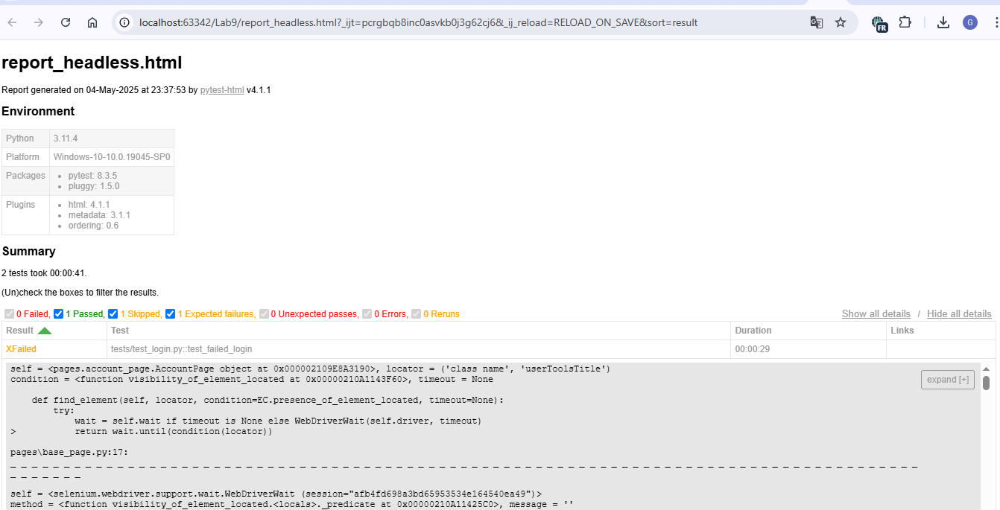 localhost:63342/Lab9/report_headless.html?_ijt=pcrgbqb8inc0asvkb0j3g62cj6&_ij_reload=RELOAD_ON_SAVE&sort=result
FR
G
report_headless.html
Report generated on 04-May-2025 at 23:37:53 by pytest-html v4.1.1
Environment
Python 3.11.4
Platform Windows-10-10.0.19045-SP0
Packages • pytest: 8.3.5
• pluggy: 1.5.0
Plugins • html: 4.1.1
• metadata: 3.1.1
• ordering: 0.6
Summary
2 tests took 00:00:41.
(Un)check the boxes to filter the results.
0 Failed, 1 Passed, 1 Skipped, 1 Expected failures, 0 Unexpected passes, 0 Errors, 0 Reruns Show all details / Hide all details
Result Test Duration Links
XFailed tests/test_login.py::test_failed_login 00:00:29
self = <pages.account_page.AccountPage object at 0x000002109E8A3190>, locator = ('class name', 'userToolsTitle')
condition = <function visibility_of_element_located at 0x00000210A1143F60>, timeout = None
expand [+]
def find_element(self, locator, condition=EC.presence_of_element_located, timeout=None):
try:
wait = self.wait if timeout is None else WebDriverWait(self.driver, timeout)
> return wait.until(condition(locator))
pages\base_page.py:17:
_ _ _ _ _ _ _ _ _ _ _ _ _ _ _ _ _ _ _ _ _ _ _ _ _ _ _ _ _ _ _ _ _ _ _ _ _ _ _ _ _ _ _ _ _ _ _ _ _ _ _ _ _ _ _ _ _ _ _ _ _ _ _ _ _ _ _ _ _ _ _ _ _
_ _ _ _ _ _ _
self = <selenium.webdriver.support.wait.WebDriverWait (session="afb4fd698a3bd65953534e164540ea49")>
method = <function visibility_of_element_located.<locals>._predicate at 0x00000210A11425C0>, message = ''